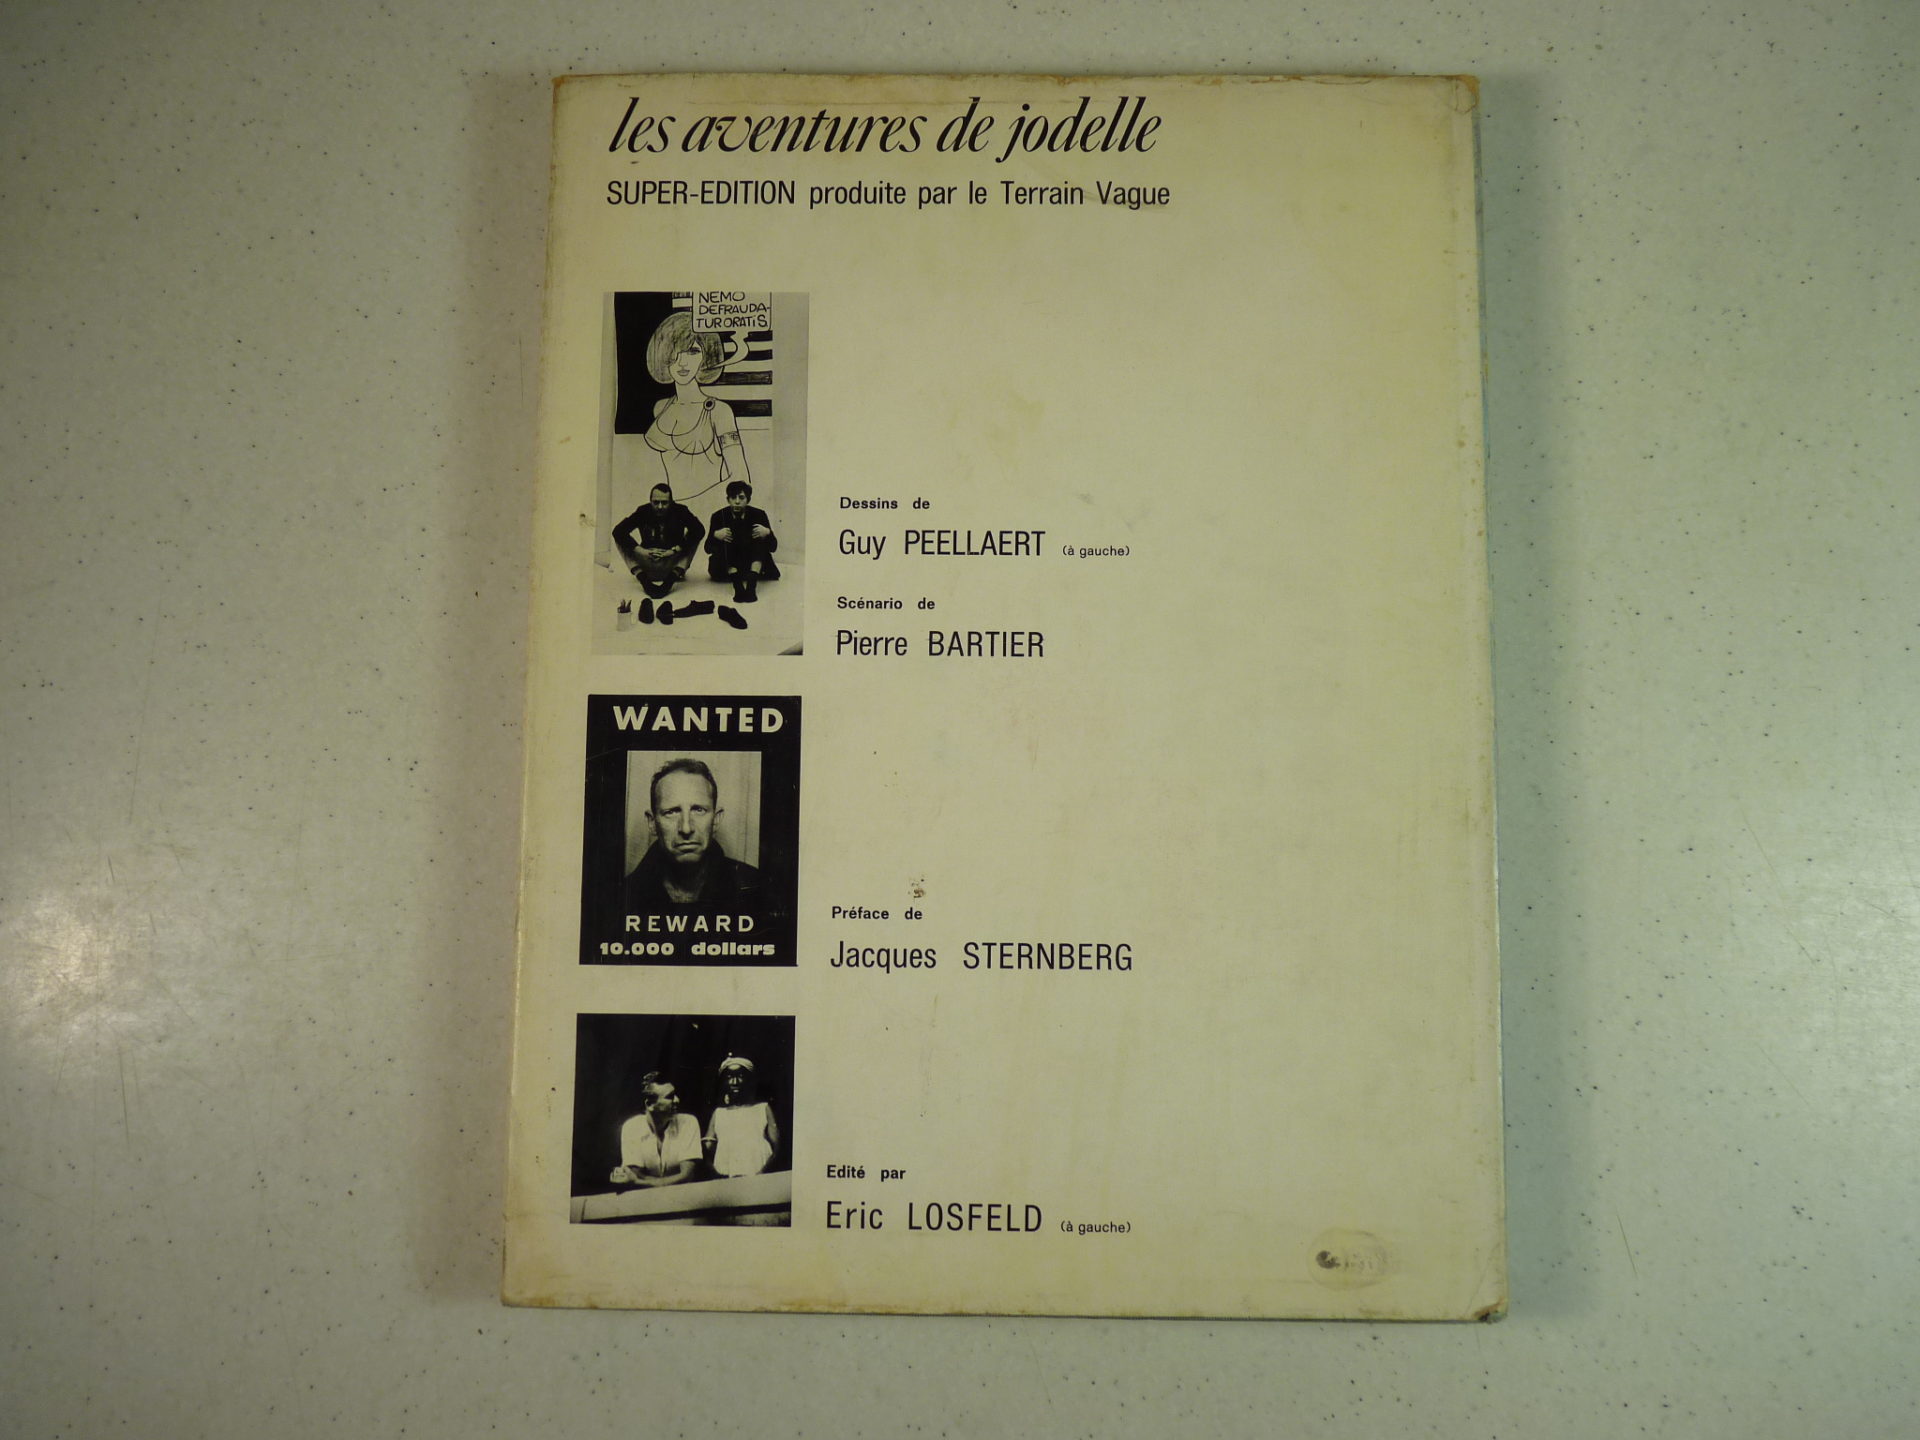 les aventures de jodelle
SUPER-EDITION produite par le Terrain Vague
NEMO
DEFRAUDA-
TUR ORATIS
Dessins de
Guy PEELLAERT (à gauche)
Scénario de
Pierre BARTIER
WANTED
REWARD
10.000 dollars
Préface de
Jacques STERNBERG
Edité par
Eric LOSFELD (à gauche)